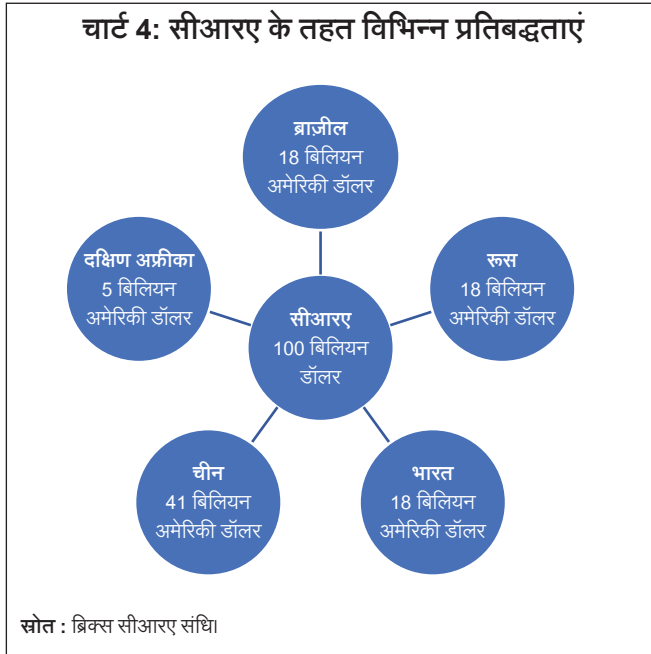 चार्ट 4: सीआरए के तहत विभिन्न प्रतिबद्धताएं
ब्राज़ील
18 बिलियन
अमेरिकी डॉलर
दक्षिण अफ्रीका
5 बिलियन
अमेरिकी डॉलर
रूस
18 बिलियन
अमेरिकी डॉलर
सीआरए
100 बिलियन
डॉलर
चीन
41 बिलियन
अमेरिकी डॉलर
भारत
18 बिलियन
अमेरिकी डॉलर
स्रोत : ब्रिक्स सीआरए संधि।